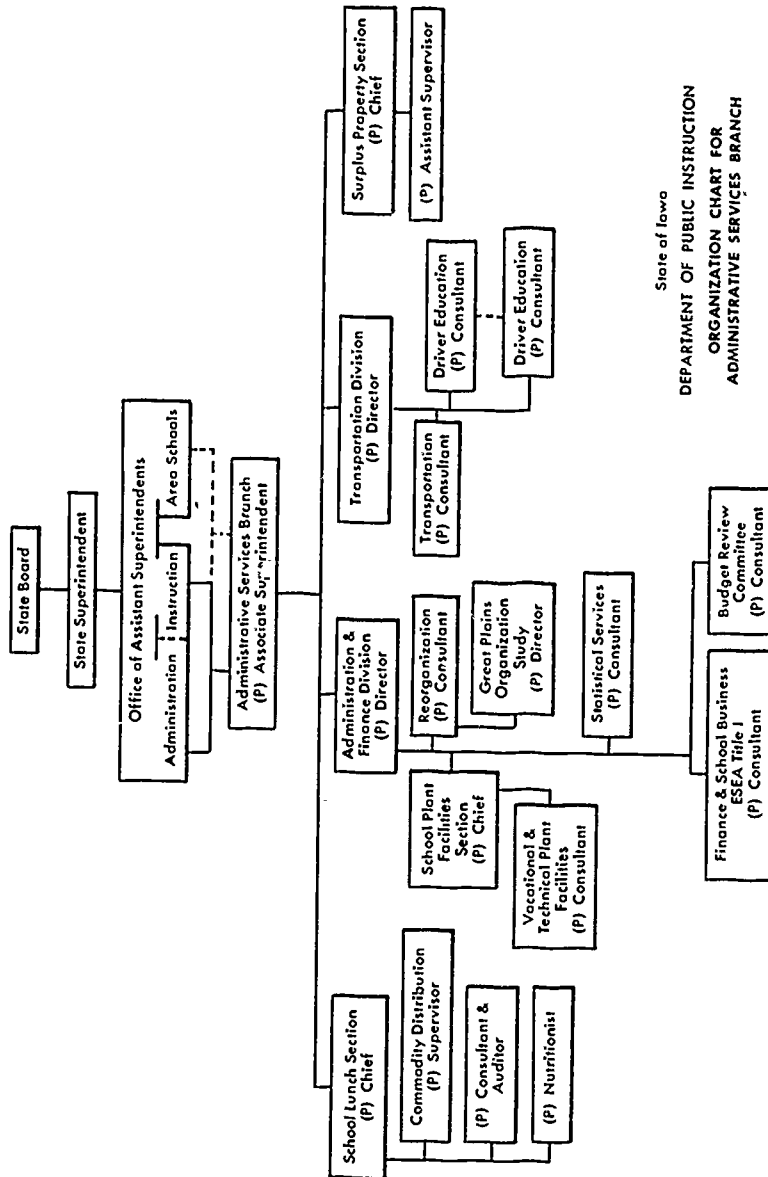 State Board
State Superintendent
Office of Assistant Superintendents
Administration Instruction Area Schools
Administrative Services Branch
(P) Associate Superintendent
School Lunch Section
(P) Chief
Commodity Distribution
(P) Supervisor
(P) Consultant &
Auditor
(P) Nutritionist
Administration &
Finance Division
(P) Director
Reorganization
(P) Consultant
Great Plains
Organization
Study
(P) Director
School Plant
Facilities
Section
(P) Chief
Vacational &
Technical Plant
Facilities
(P) Consultant
Statistical Services
(P) Consultant
Finance & School Business
ESEA Title I
(P) Consultant
Budget Review
Committee
(P) Consultant
Transportation Division
(P) Director
Transportation
(P) Consultant
Driver Education
(P) Consultant
Driver Education
(P) Consultant
Surplus Property Section
(P) Chief
(P) Assistant Supervisor
State of Iowa
DEPARTMENT OF PUBLIC INSTRUCTION
ORGANIZATION CHART FOR
ADMINISTRATIVE SERVICES BRANCH